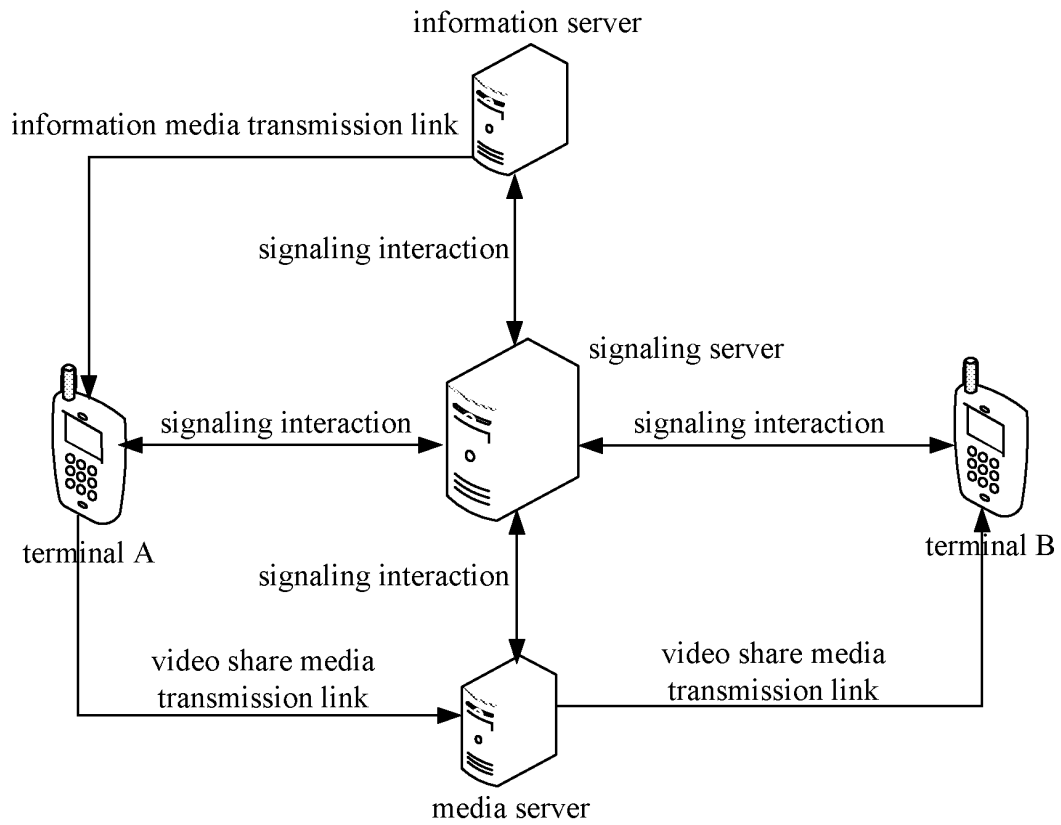 information server
information media transmission link
signaling interaction
signaling server
signaling interaction
signaling interaction
terminal A
terminal B
signaling interaction
video share media
transmission link
video share media
transmission link
media server